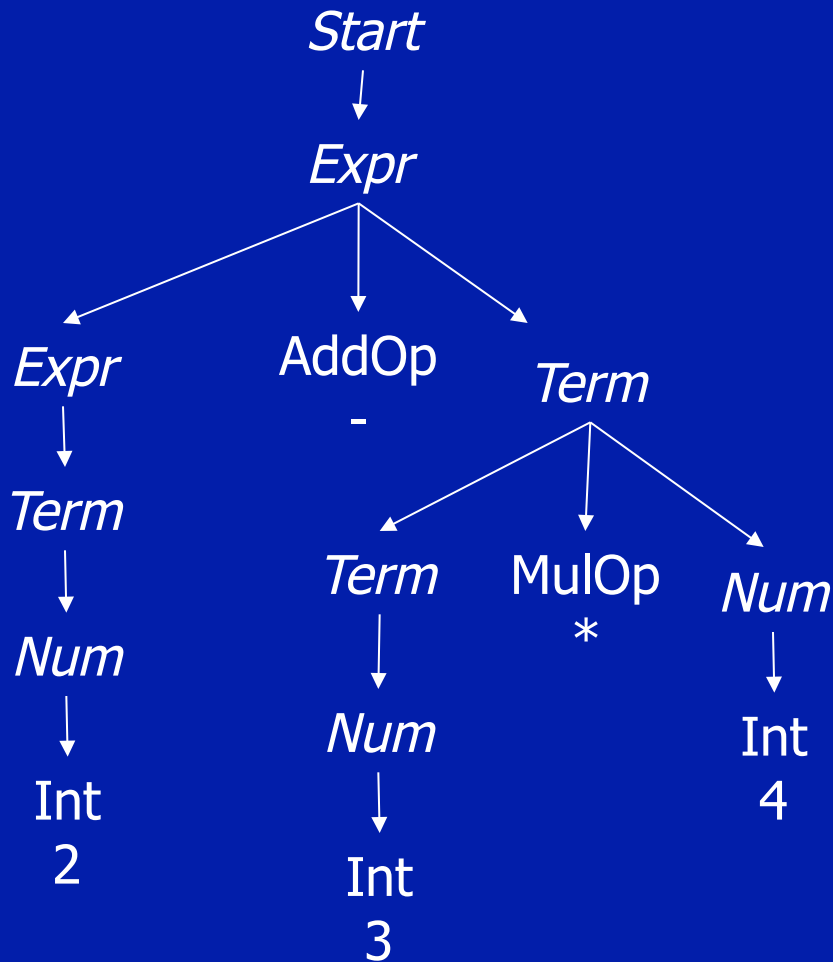 Start
Expr
Expr
AddOp
-
Term
Term
Term
MulOp
*
Num
Num
Num
Int
4
Int
2
Int
3